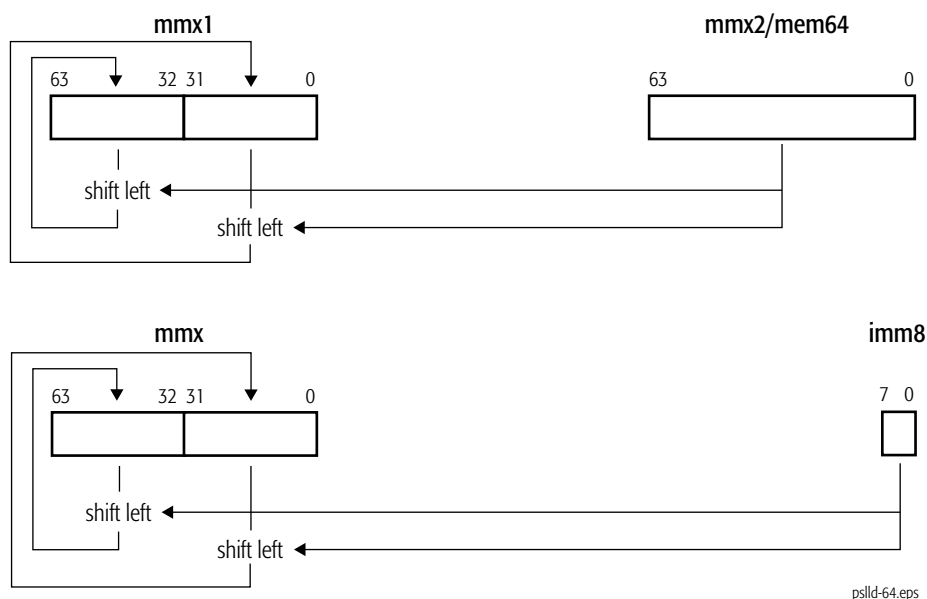 mmx1 mmx2/mem64
63 32 31 0 63 0
shift left
shift left
mmx imm8
63 32 31 0 7 0
shift left
shift left
pslld-64.eps